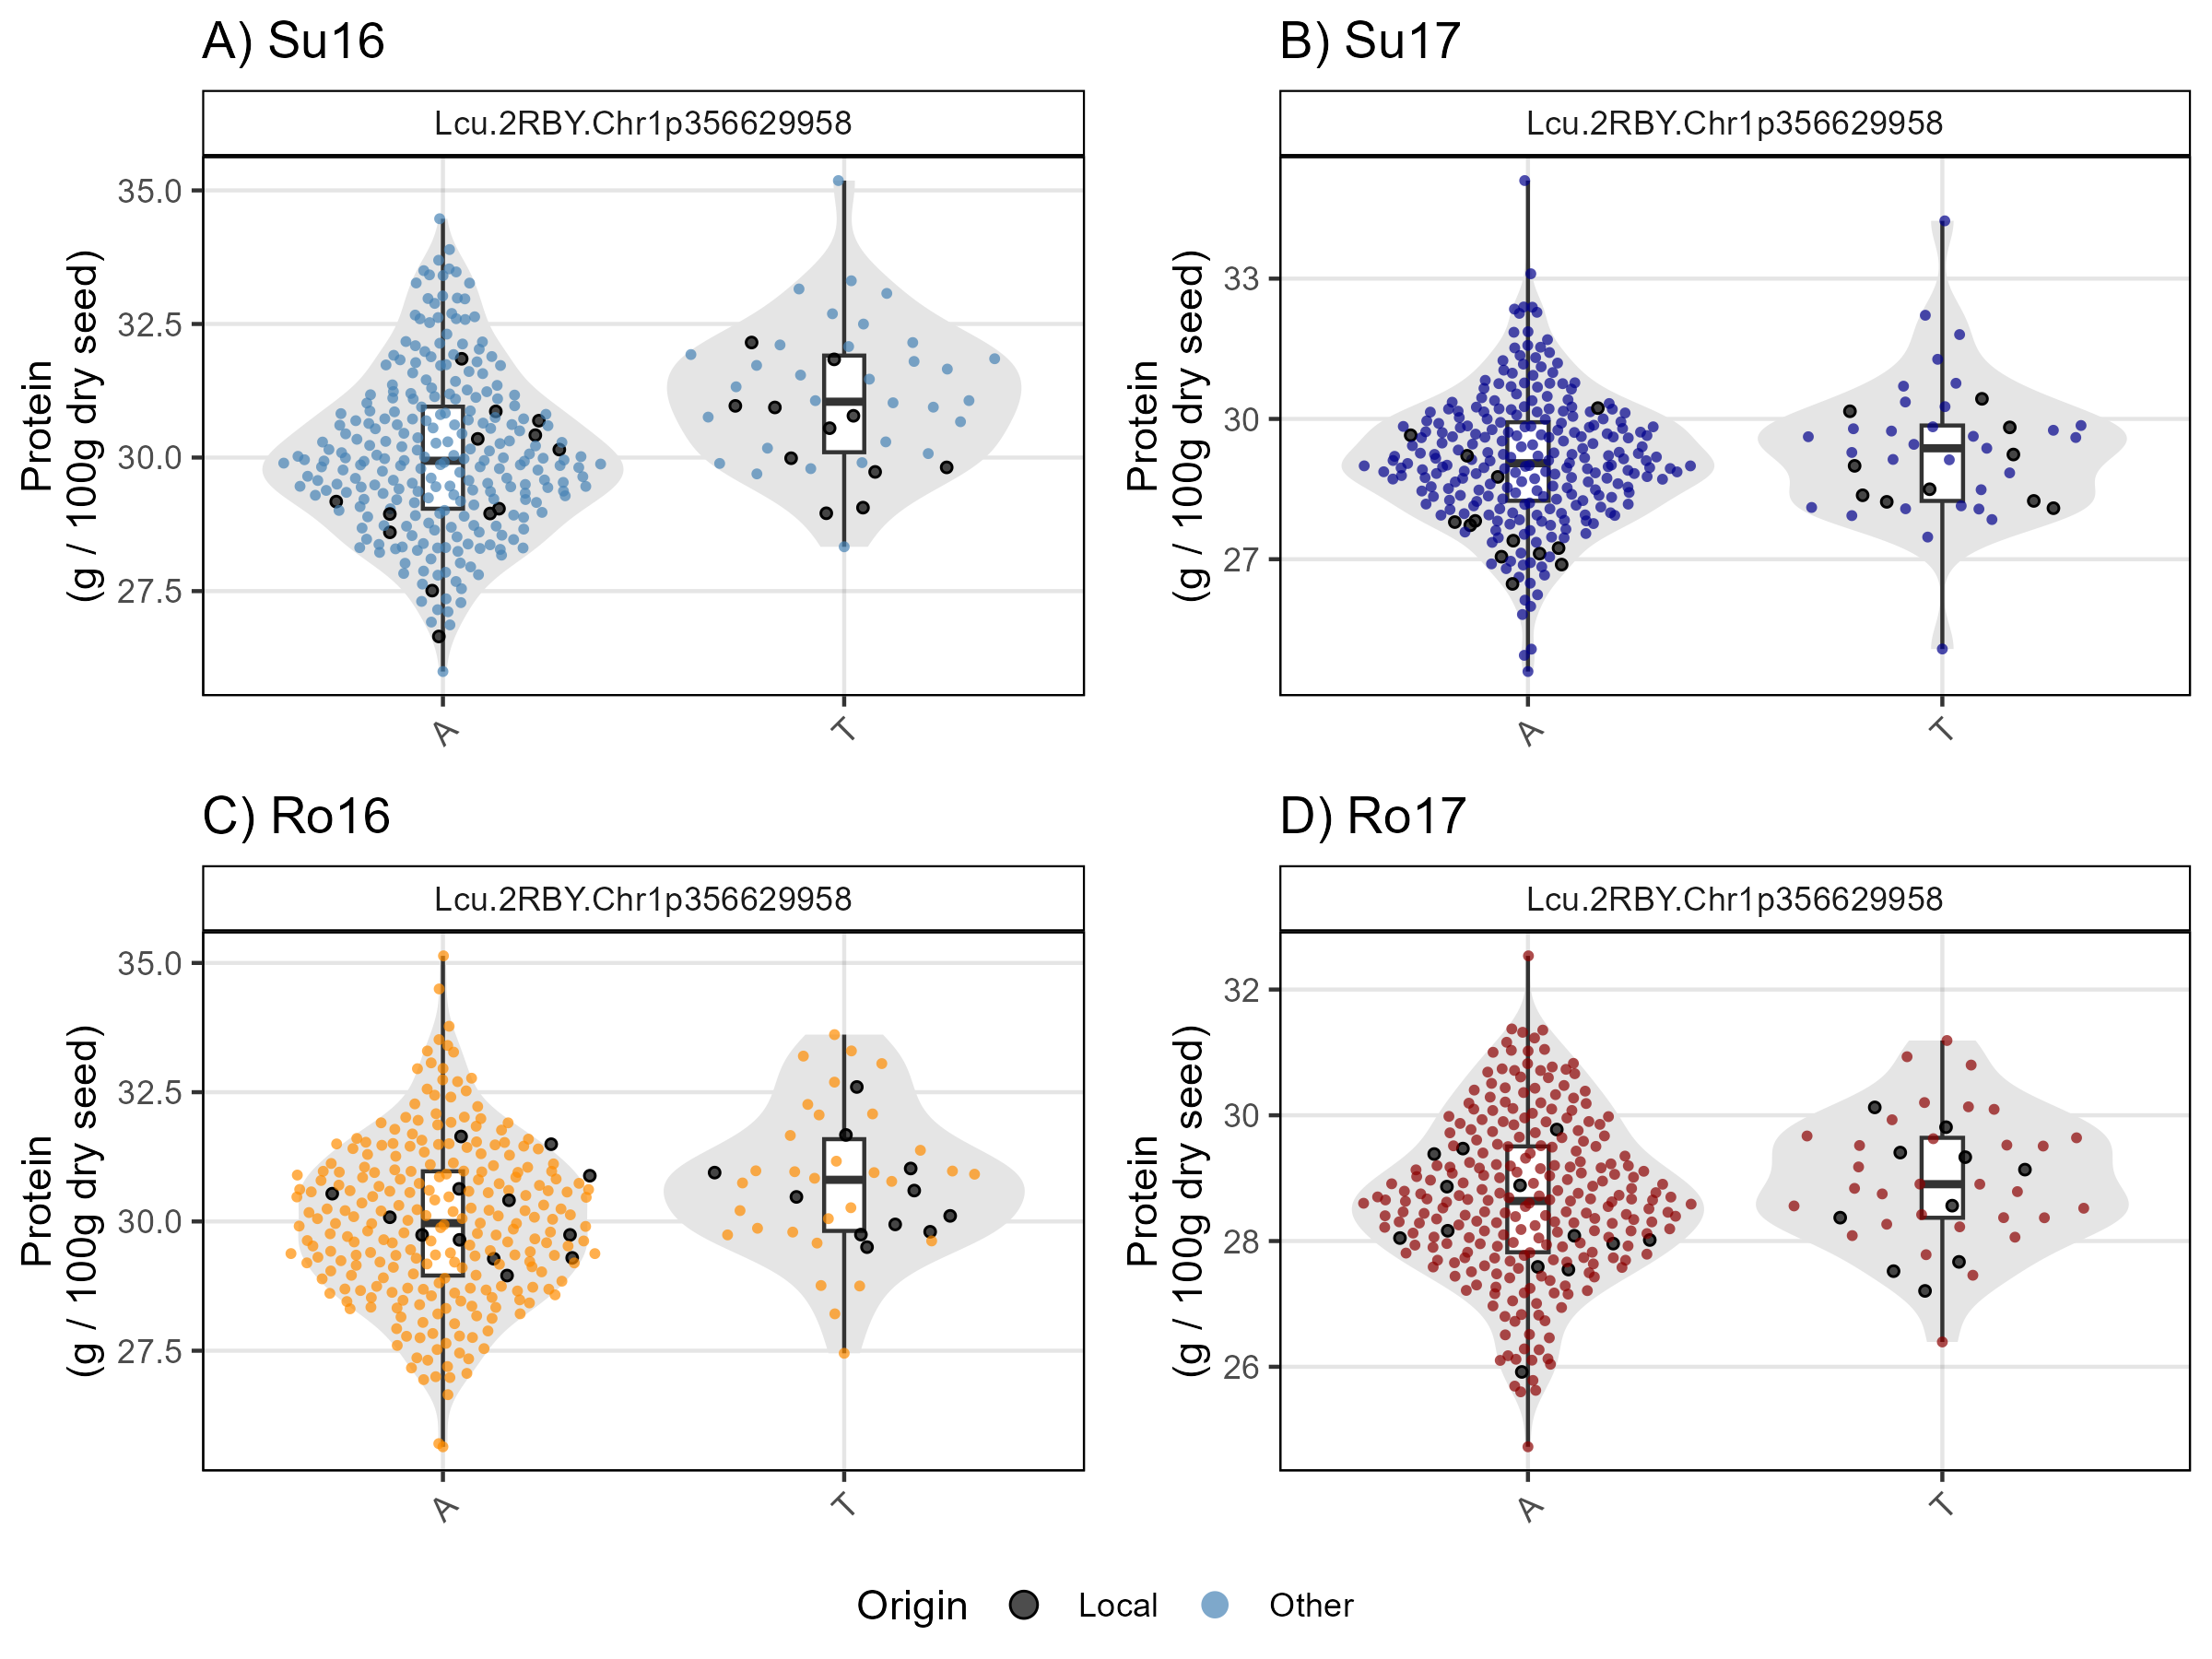 A) Su16
Lcu.2RBY.Chr1p356629958
Protein
(g / 100g dry seed)
35.0
32.5
30.0
27.5
A
T
B) Su17
Lcu.2RBY.Chr1p356629958
Protein
(g / 100g dry seed)
33
30
27
A
T
C) Ro16
Lcu.2RBY.Chr1p356629958
Protein
(g / 100g dry seed)
35.0
32.5
30.0
27.5
A
T
D) Ro17
Lcu.2RBY.Chr1p356629958
Protein
(g / 100g dry seed)
32
30
28
26
A
T
Origin Local Other